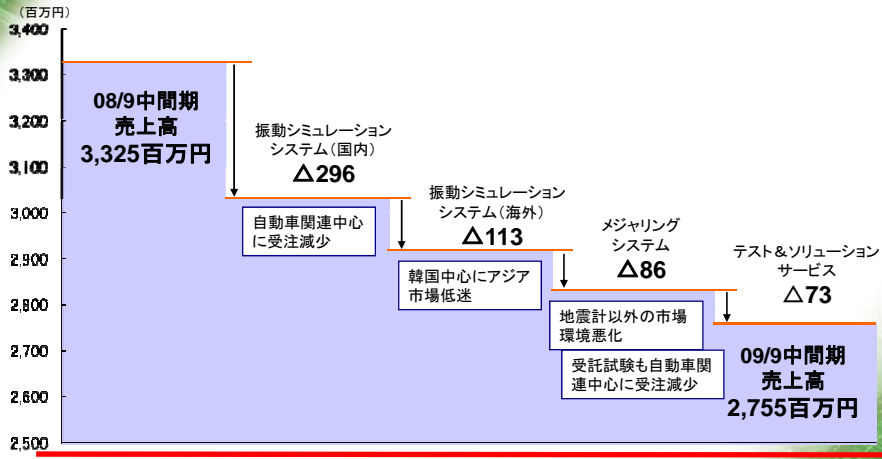 (百万円)
3,400
3,300
3,200
3,100
3,000
2,900
2,800
2,700
2,600
2,500
08/9中間期
売上高
3,325百万円
振動シミュレーション
システム(国内)
△296
自動車関連中心
に受注減少
振動シミュレーション
システム(海外)
△113
韓国中心にアジア
市場低迷
メジャリング
システム
△86
地震計以外の市場
環境悪化
テスト&ソリューション
サービス
△73
受託試験も自動車関
連中心に受注減少
09/9中間期
売上高
2,755百万円